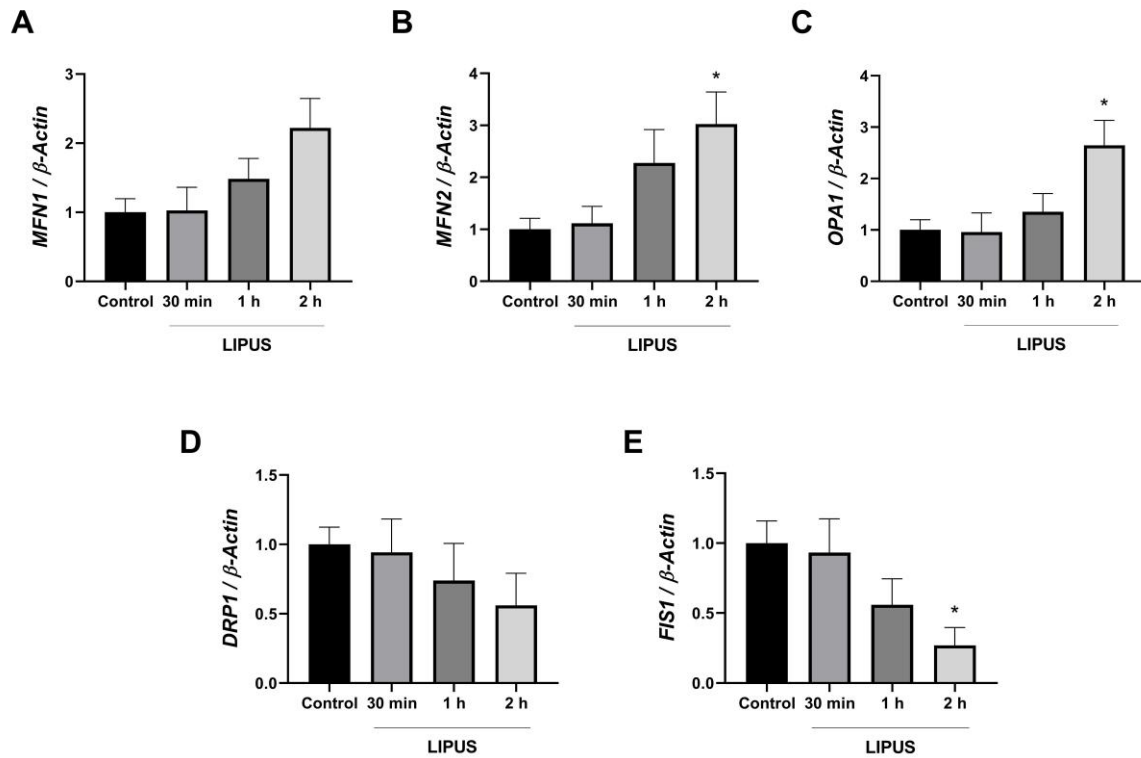 A
MFN1 / β-Actin
3
2
1
0
Control 30 min 1 h 2 h
LIPUS
B
MFN2 / β-Actin
4
3
2
1
0
*
Control 30 min 1 h 2 h
LIPUS
C
OPA1 / β-Actin
4
3
2
1
0
*
Control 30 min 1 h 2 h
LIPUS
D
DRP1 / β-Actin
1.5
1.0
0.5
0.0
Control 30 min 1 h 2 h
LIPUS
E
FIS1 / β-Actin
1.5
1.0
0.5
0.0
*
Control 30 min 1 h 2 h
LIPUS